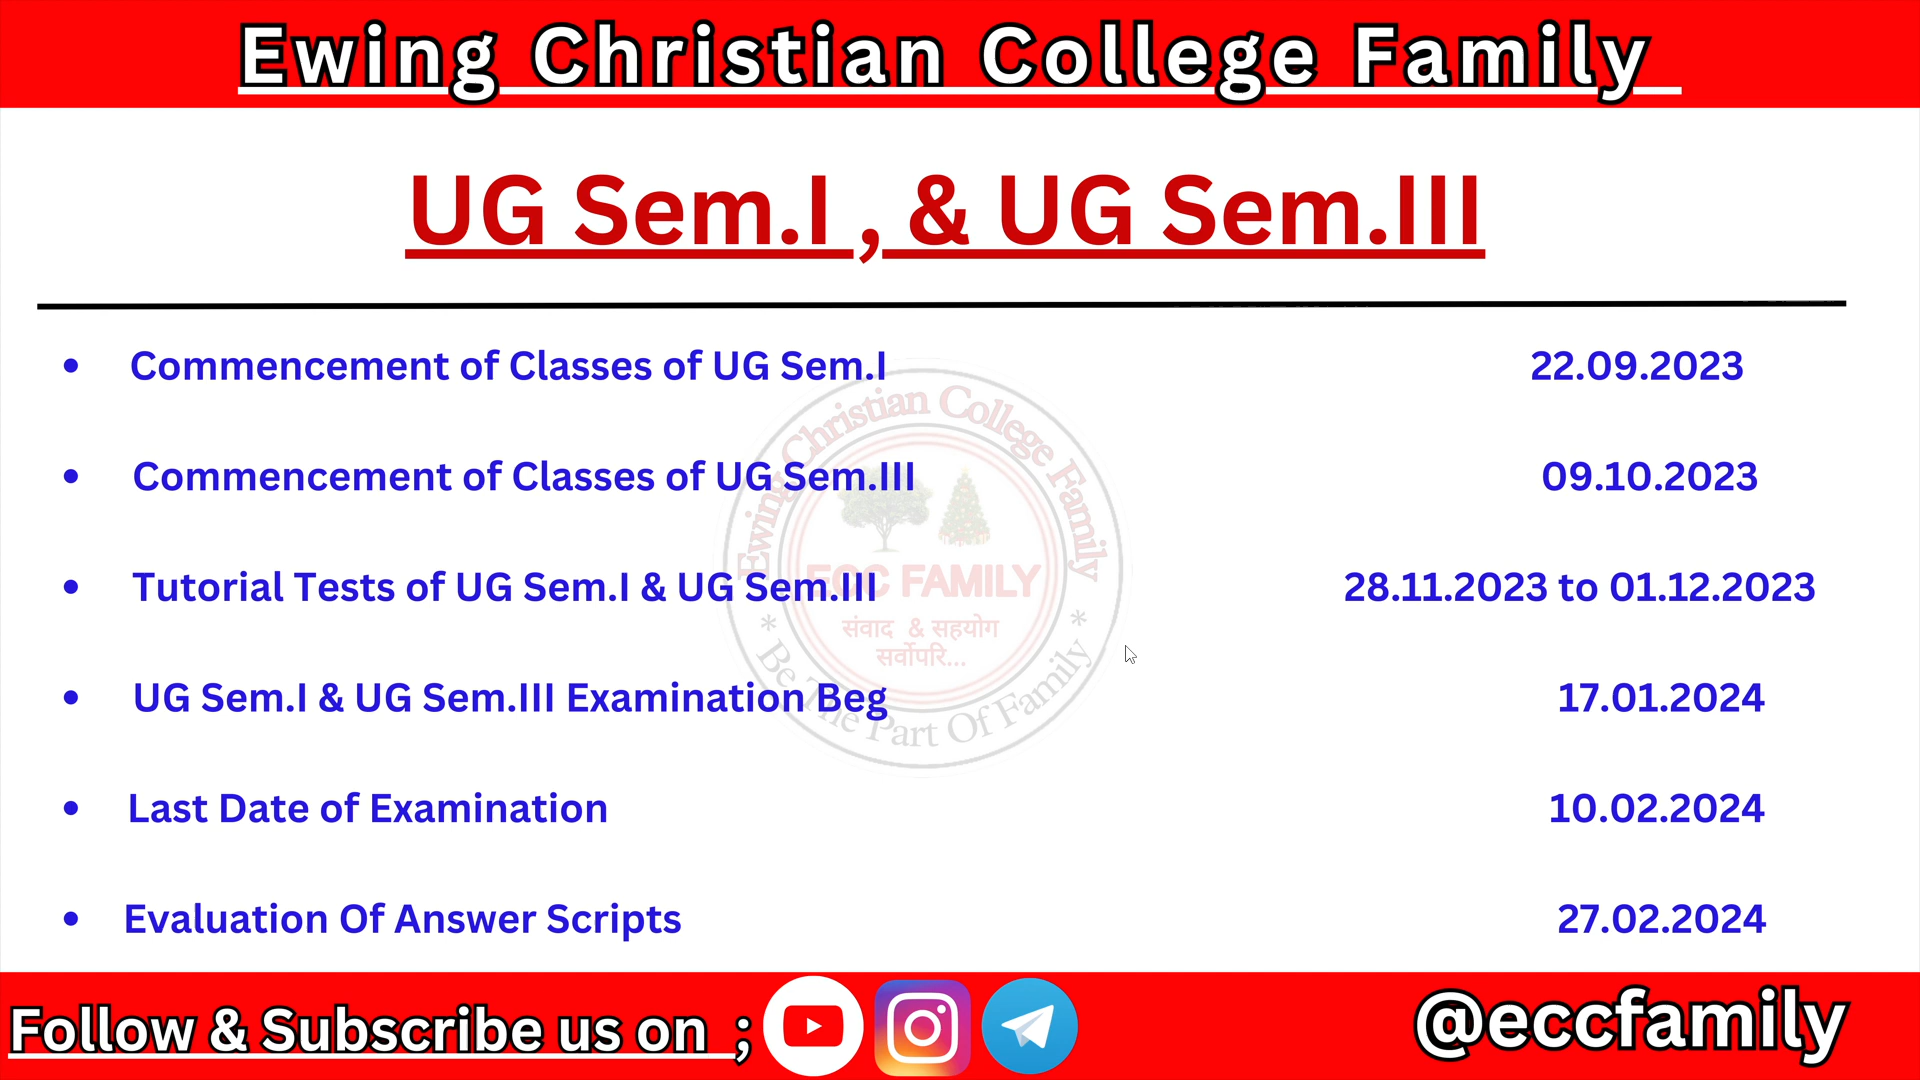 Ewing Christian College Family
UG Sem.I , & UG Sem.III
• Commencement of Classes of UG Sem.I 22.09.2023
• Commencement of Classes of UG Sem.III 09.10.2023
• Tutorial Tests of UG Sem.I & UG Sem.III 28.11.2023 to 01.12.2023
• UG Sem.I & UG Sem.III Examination Beg 17.01.2024
• Last Date of Examination 10.02.2024
• Evaluation Of Answer Scripts 27.02.2024
Ewing Christian College Family
ECC FAMILY
संवाद & सहयोग
सर्वोपरि...
* Be The Part Of Family *
Follow & Subscribe us on ;
@eccfamily